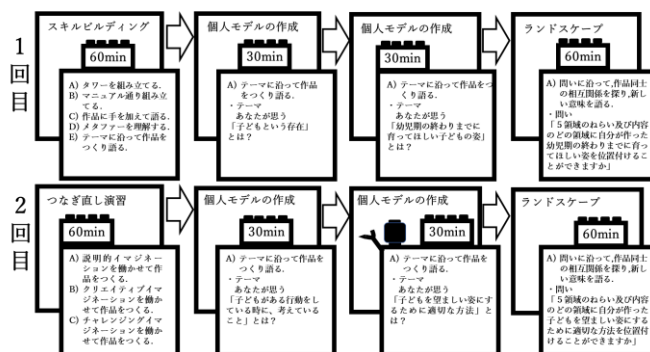 1回目
スキルビルディング
60min
A) タワーを組み立てる.
B) マニュアル通り組み立
てる.
C) 作品に手を加えて語る.
D) メタファーを理解する.
E) テーマに沿って作品を
つくり語る.
個人モデルの作成
30min
A) テーマに沿って作品
をつくり語る.
・テーマ
あなたが思う
「子どもという存在」
とは?
個人モデルの作成
30min
A) テーマに沿って作品をつ
くり語る.
・テーマ
あなたが思う
「幼児期の終わりまでに
育ってほしい子どもの姿」
とは?
ランドスケープ
60min
A) 問いに沿って,作品同士
の相互関係を探り,新し
い意味を語る.
・問い
「5領域のねらい及び内容
のどの領域に自分が作った
幼児期の終わりまでに育っ
てほしい姿を位置付けるこ
とができますか」
2回目
つなぎ直し演習
60min
A) 説明的イマジネー
ションを働かせて作
品をつくる.
B) クリエイティブイマ
ジネーションを働か
せて作品をつくる.
C) チャレンジングイマ
ジネーションを働か
せて作品をつくる.
個人モデルの作成
30min
A) テーマに沿って作品を
つくり語る.
・テーマ
あなたが思う
「子どもがある行動をし
ている時に、考えている
こと」とは?
個人モデルの作成
30min
A) テーマに沿って作品を
つくり語る.
・テーマ
あなたが思う
「子どもを望ましい姿にす
るために適切な方法」と
は?
ランドスケープ
60min
A) 問いに沿って,作品同士
の相互関係を探り,新し
い意味を語る.
・問い
「5領域のねらい及び内容
のどの領域に自分が作った
子どもを望ましい姿にする
ために適切な方法を位置付
けることができますか」